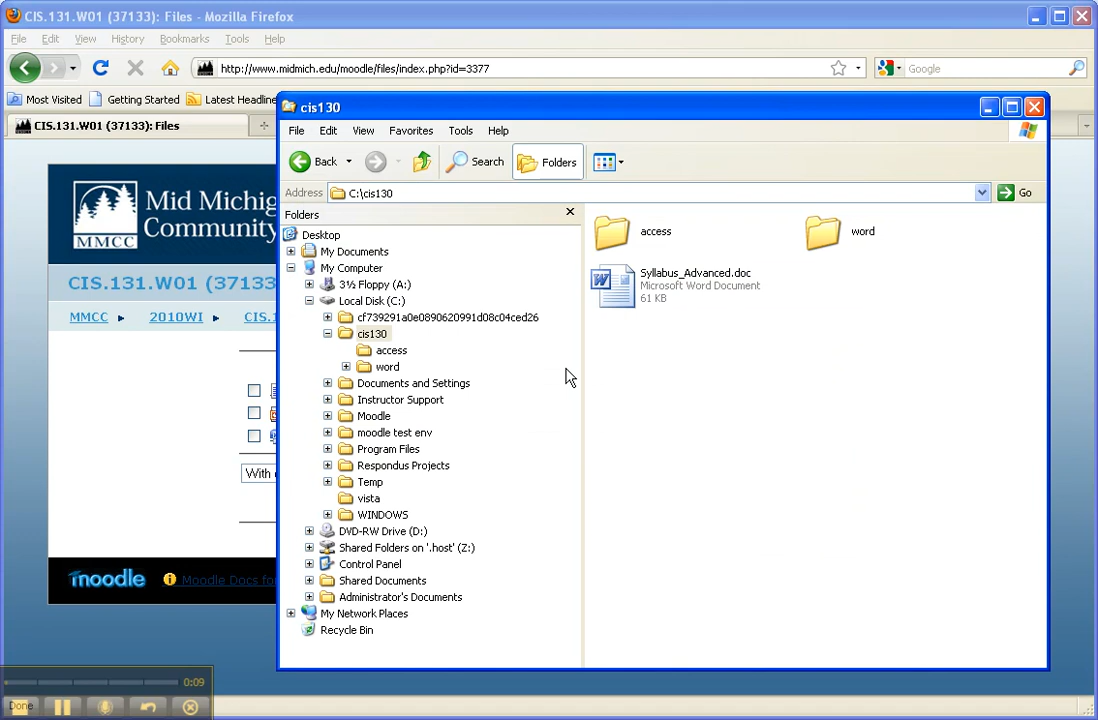 CIS.131.W01 (37133): Files - Mozilla Firefox
File Edit View History Bookmarks Tools Help
http://www.midmich.edu/moodle/files/index.php?id=3377
Google
Most Visited Getting Started Latest Headline
CIS.131.W01 (37133): Files
Mid Michig
Community
MMCC
CIS.131.W01 (37133
MMCC 2010WI CIS.1
With
moodle
Moodle Docs for
cis130
File Edit View Favorites Tools Help
Back Search Folders
Address C:\cis130 Go
Folders
Desktop
My Documents
My Computer
3½ Floppy (A:)
Local Disk (C:)
cf739291a0e0890620991d08c04ced26
cis130
access
word
Documents and Settings
Instructor Support
Moodle
moodle test env
Program Files
Respondus Projects
Temp
vista
WINDOWS
DVD-RW Drive (D:)
Shared Folders on '.host' (Z:)
Control Panel
Shared Documents
Administrator's Documents
My Network Places
Recycle Bin
access
word
Syllabus_Advanced.doc
Microsoft Word Document
61 KB
0:09
Done